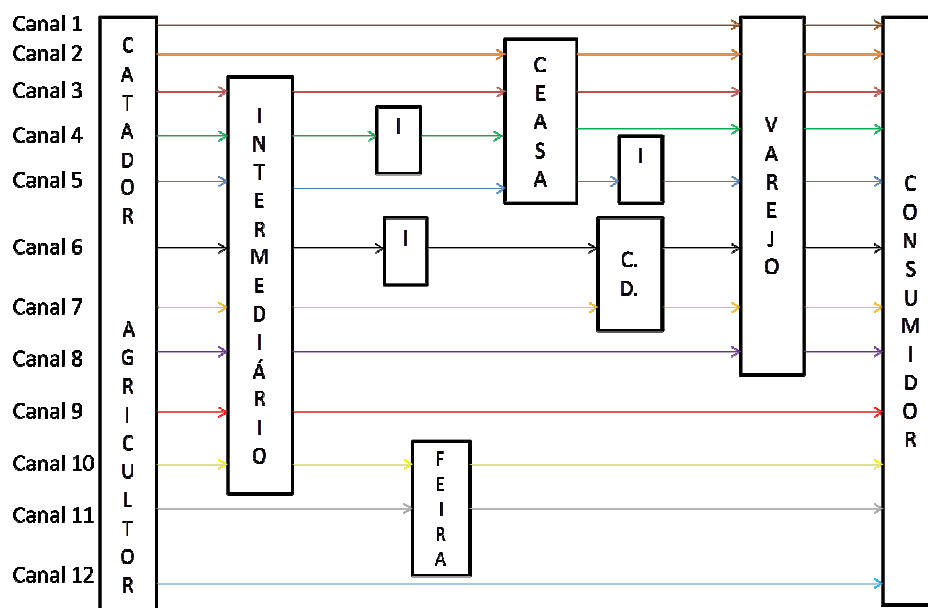 Canal 1
Canal 2
Canal 3
Canal 4
Canal 5
Canal 6
Canal 7
Canal 8
Canal 9
Canal 10
Canal 11
Canal 12
CATADOR
AGRICULTOR
INTERMEDIÁRIO
I
I
FEIRA
CEASA
I
C.
D.
VAREJO
CONSUMIDOR